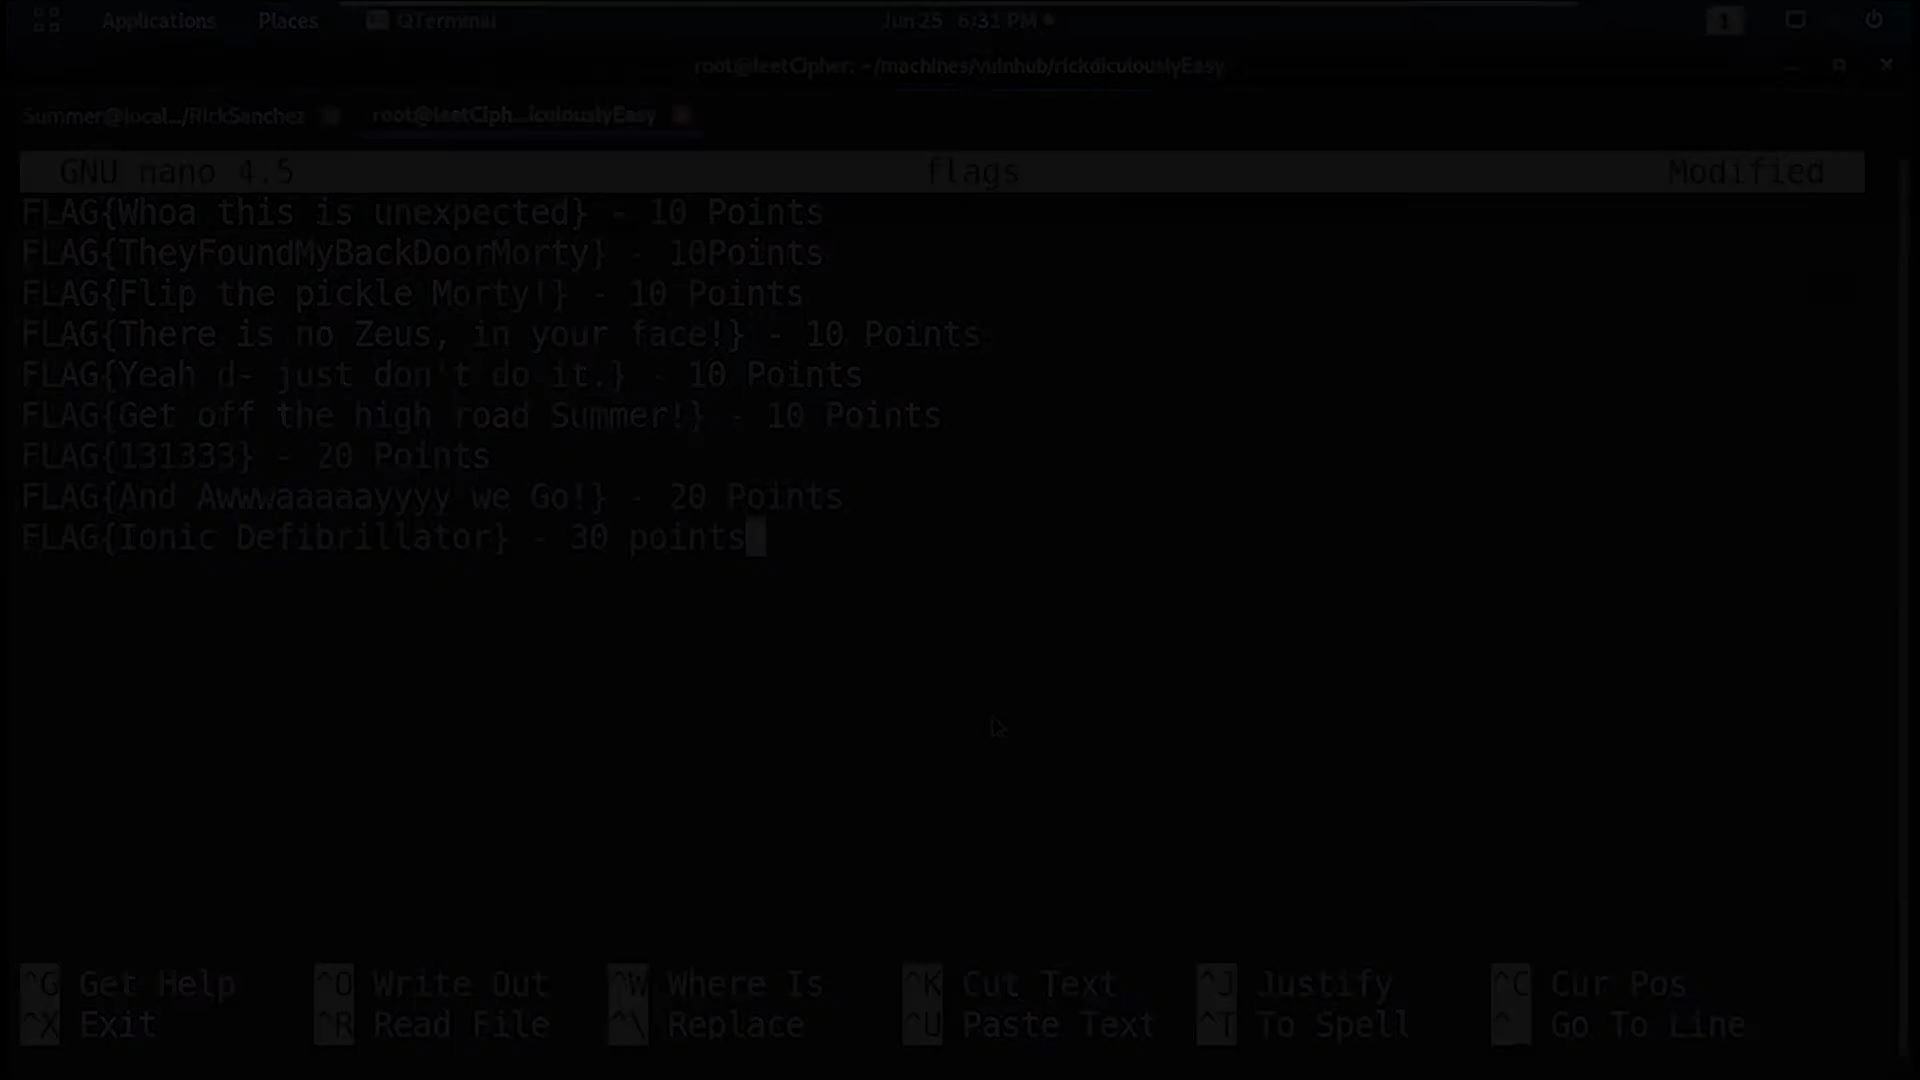 Applications Places QTerminal Jun 25 6:31 PM 1
root@leetCipher: ~/machines/vulnhub/rickdiculouslyEasy
Summer@local.../RickSanchez root@leetCiph...iculouslyEasy
GNU nano 4.5 flags Modified
FLAG{Whoa this is unexpected} - 10 Points
FLAG{TheyFoundMyBackDoorMorty} - 10Points
FLAG{Flip the pickle Morty!} - 10 Points
FLAG{There is no Zeus, in your face!} - 10 Points
FLAG{Yeah d- just don't do it.} - 10 Points
FLAG{Get off the high road Summer!} - 10 Points
FLAG{131333} - 20 Points
FLAG{And Awwwaaaaayyyy we Go!} - 20 Points
FLAG{Ionic Defibrillator} - 30 points
^G Get Help ^O Write Out ^W Where Is ^K Cut Text ^J Justify ^C Cur Pos
^X Exit ^R Read File ^\ Replace ^U Paste Text ^T To Spell ^_ Go To Line